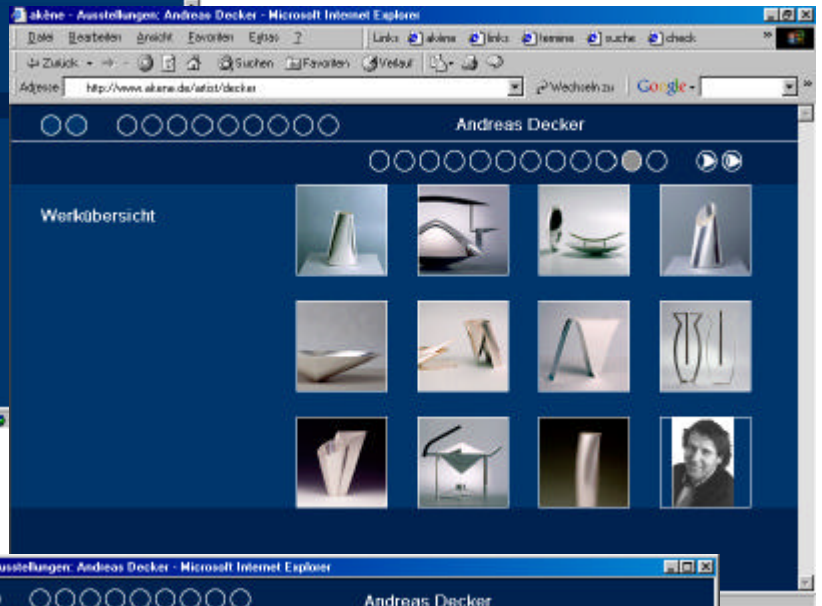 akène - Ausstellungen: Andreas Decker - Microsoft Internet Explorer
Datei Bearbeiten Ansicht Favoriten Extras ? Links akène links termine suche check »
Zurück Suchen Favoriten Verlauf
Adresse http://www.akene.de/artist/decker Wechseln zu Google »
Andreas Decker
Werkübersicht
usstellungen: Andreas Decker - Microsoft Internet Explorer
Andreas Decker